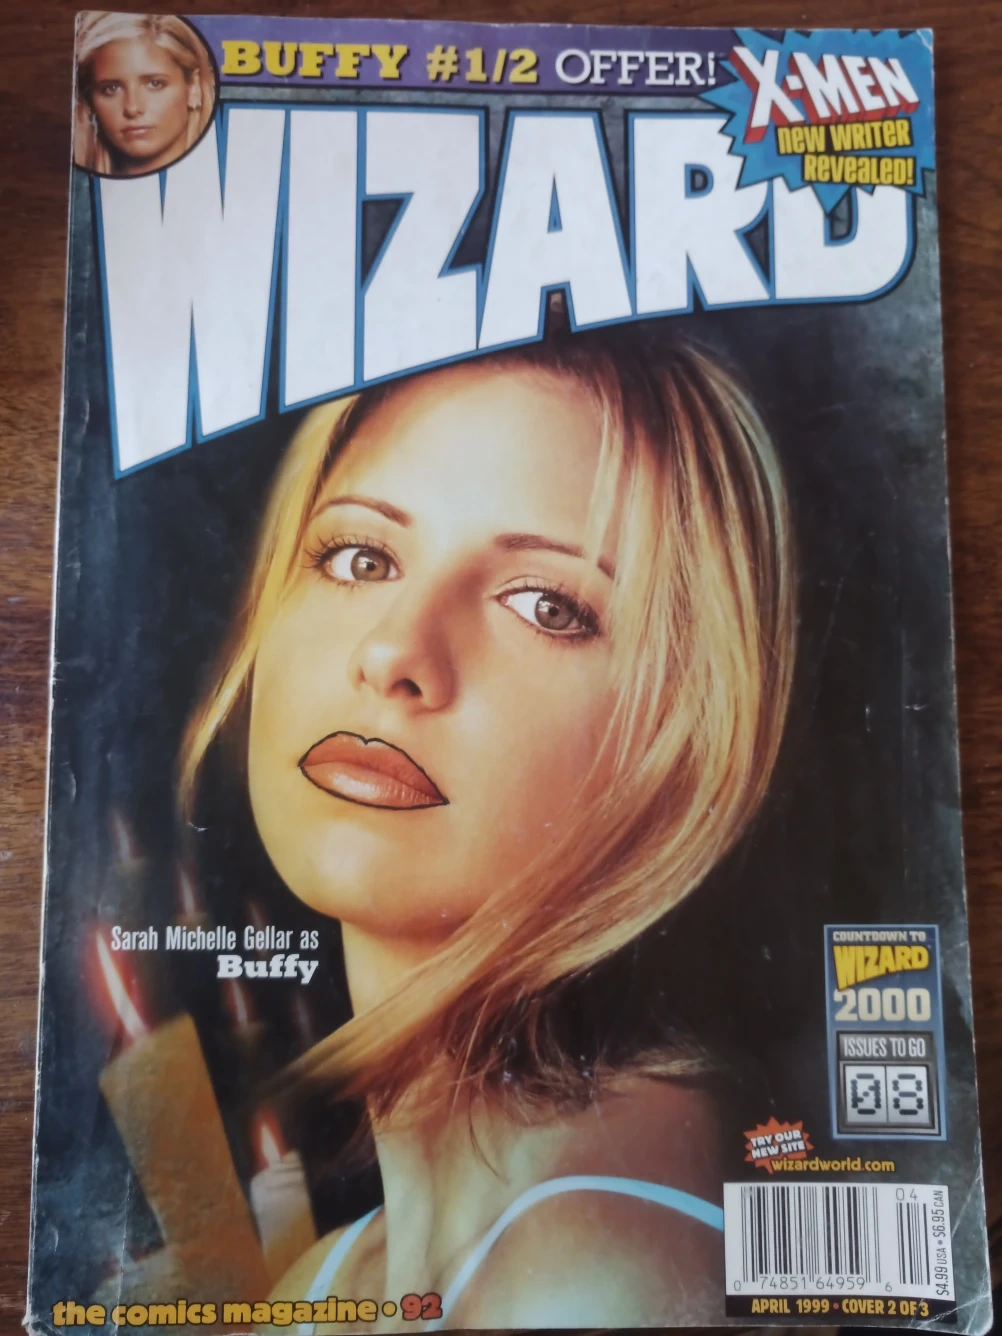 BUFFY #1/2 OFFER!
X-MEN
NEW WRITER
REVEALED!
WIZARD
Sarah Michelle Gellar as
Buffy
COUNTDOWN TO
WIZARD
2000
ISSUES TO GO
08
TRY OUR
NEW SITE
wizardworld.com
04
$4.99 USA • $6.95 CAN
0 74851 64959 6
APRIL 1999 • COVER 2 OF 3
the comics magazine • 92